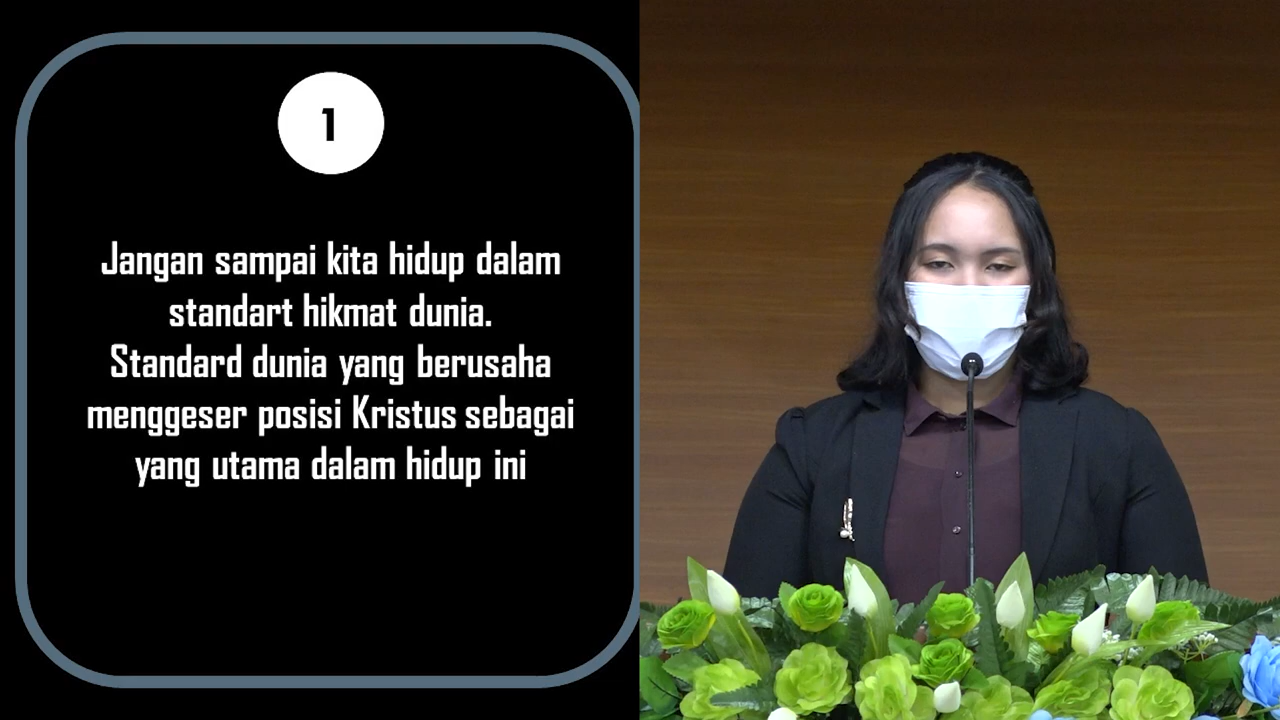 1
Jangan sampai kita hidup dalam
standart hikmat dunia.
Standard dunia yang berusaha
menggeser posisi Kristus sebagai
yang utama dalam hidup ini